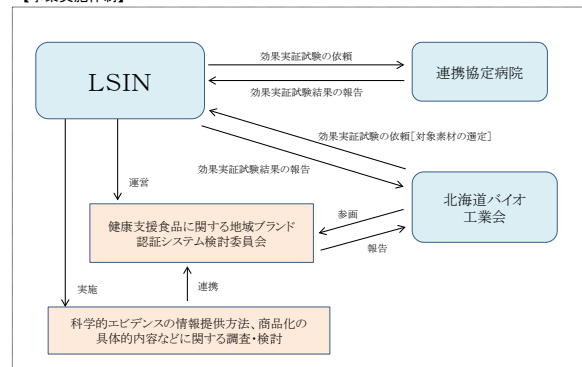 【事業実施体制】
LSIN
効果実証試験の依頼
連携協定病院
効果実証試験結果の報告
効果実証試験の依頼[対象素材の選定]
運営
効果実証試験結果の報告
北海道バイオ
工業会
健康支援食品に関する地域ブランド
認証システム検討委員会
参画
報告
実施
連携
科学的エビデンスの情報提供方法、商品化の
具体的内容などに関する調査・検討